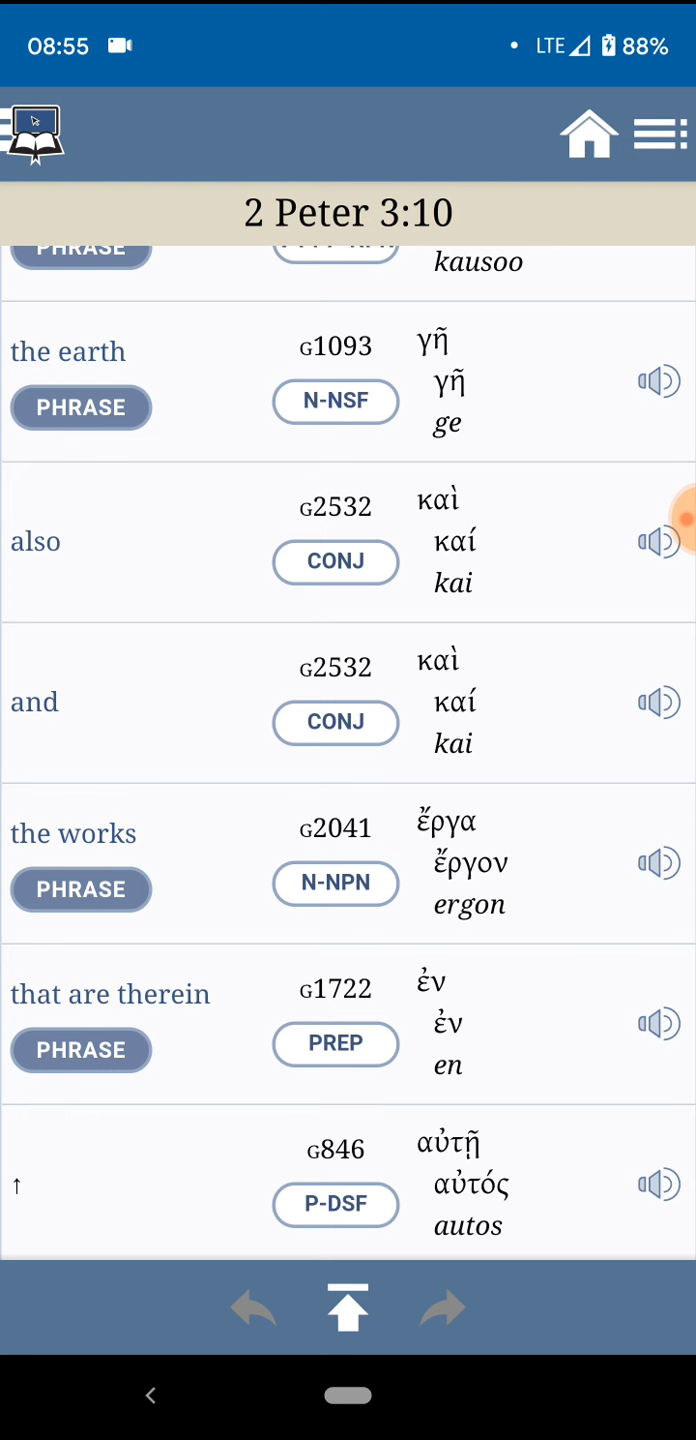 08:55
LTE 88%
2 Peter 3:10
PHRASE
kausoo
the earth
PHRASE
G1093
N-NSF
γῆ
γῆ
ge
also
G2532
CONJ
καὶ
καί
kai
and
G2532
CONJ
καὶ
καί
kai
the works
PHRASE
G2041
N-NPN
ἔργα
ἔργον
ergon
that are therein
PHRASE
G1722
PREP
ἐν
ἐν
en
↑
G846
P-DSF
αὐτῇ
αὐτός
autos